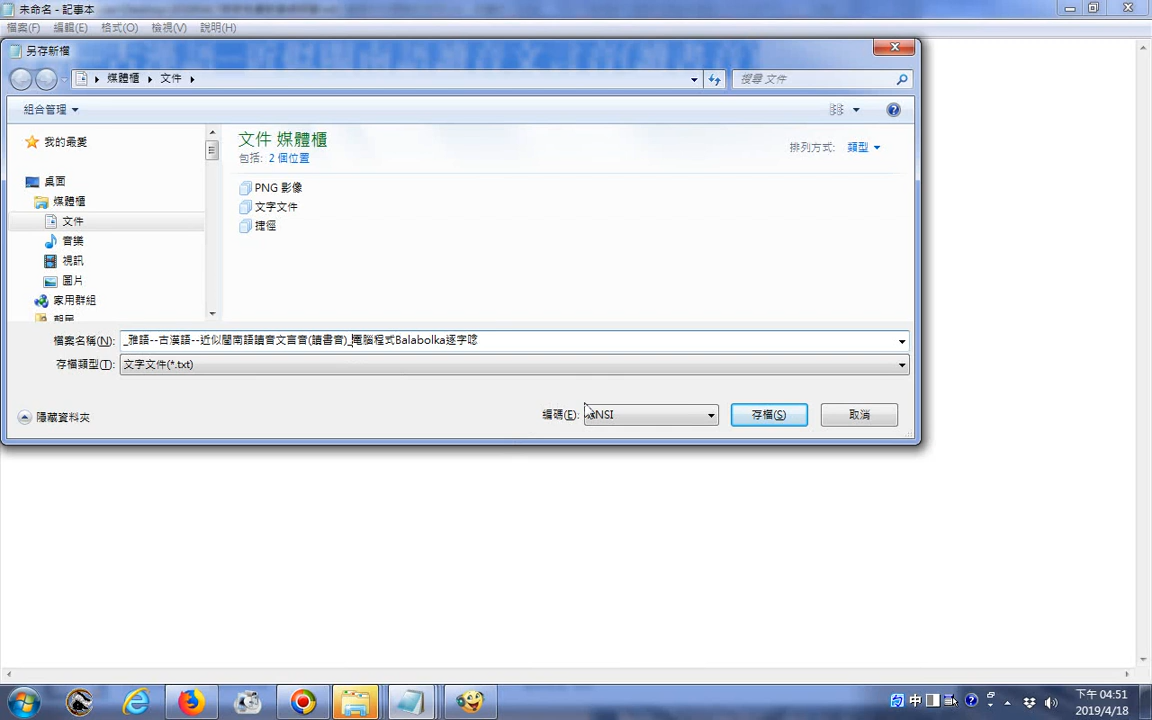 未命名 - 記事本
檔案(F) 編輯(E) 格式(O) 檢視(V) 說明(H)
另存新檔
媒體櫃 文件
搜尋 文件
組合管理
我的最愛
桌面
媒體櫃
文件
音樂
視訊
圖片
家用群組
文件 媒體櫃
包括: 2 個位置
排列方式: 類型
PNG 影像
文字文件
捷徑
檔案名稱(N): _雅語--古漢語--近似閩南語讀音文言音(讀書音)_電腦程式Balabolka逐字唸
存檔類型(T): 文字文件(*.txt)
隱藏資料夾
編碼(E): ANSI
存檔(S)
取消
中
下午 04:51
2019/4/18